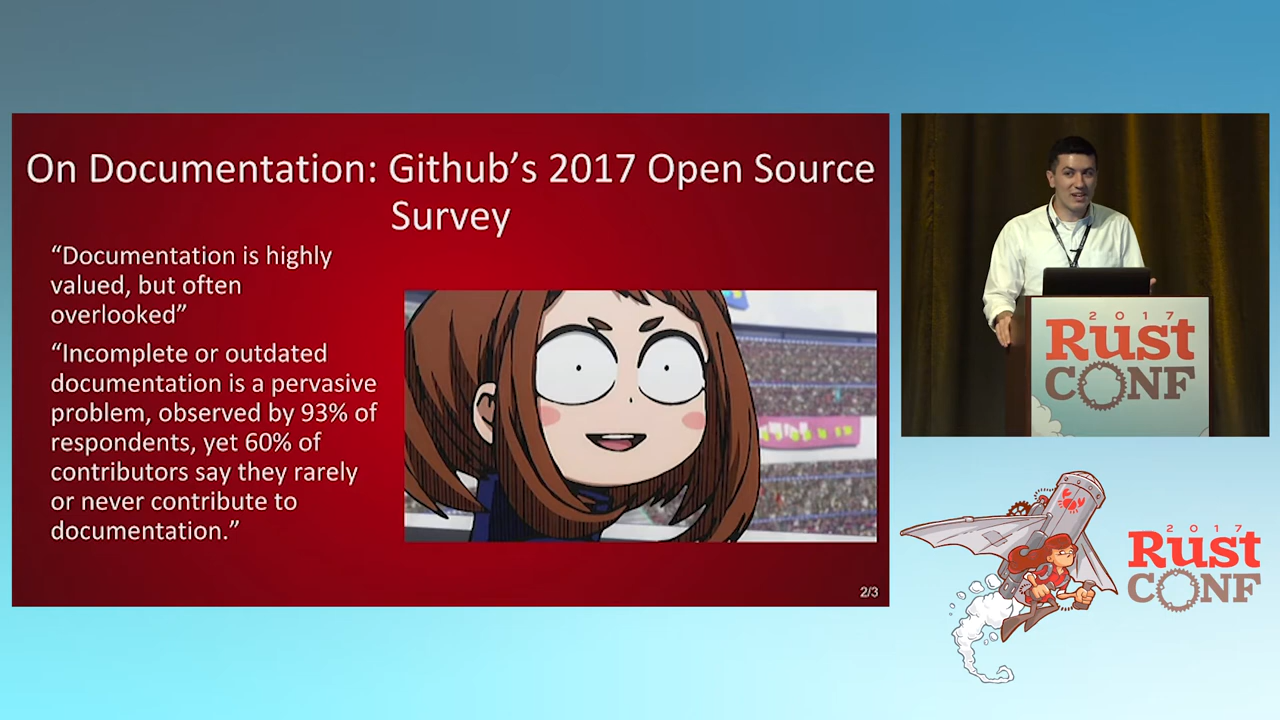 On Documentation: Github’s 2017 Open Source
Survey
“Documentation is highly
valued, but often
overlooked”
“Incomplete or outdated
documentation is a pervasive
problem, observed by 93% of
respondents, yet 60% of
contributors say they rarely
or never contribute to
documentation.”
2/3
2017
Rust
CONF
2017
Rust
CONF